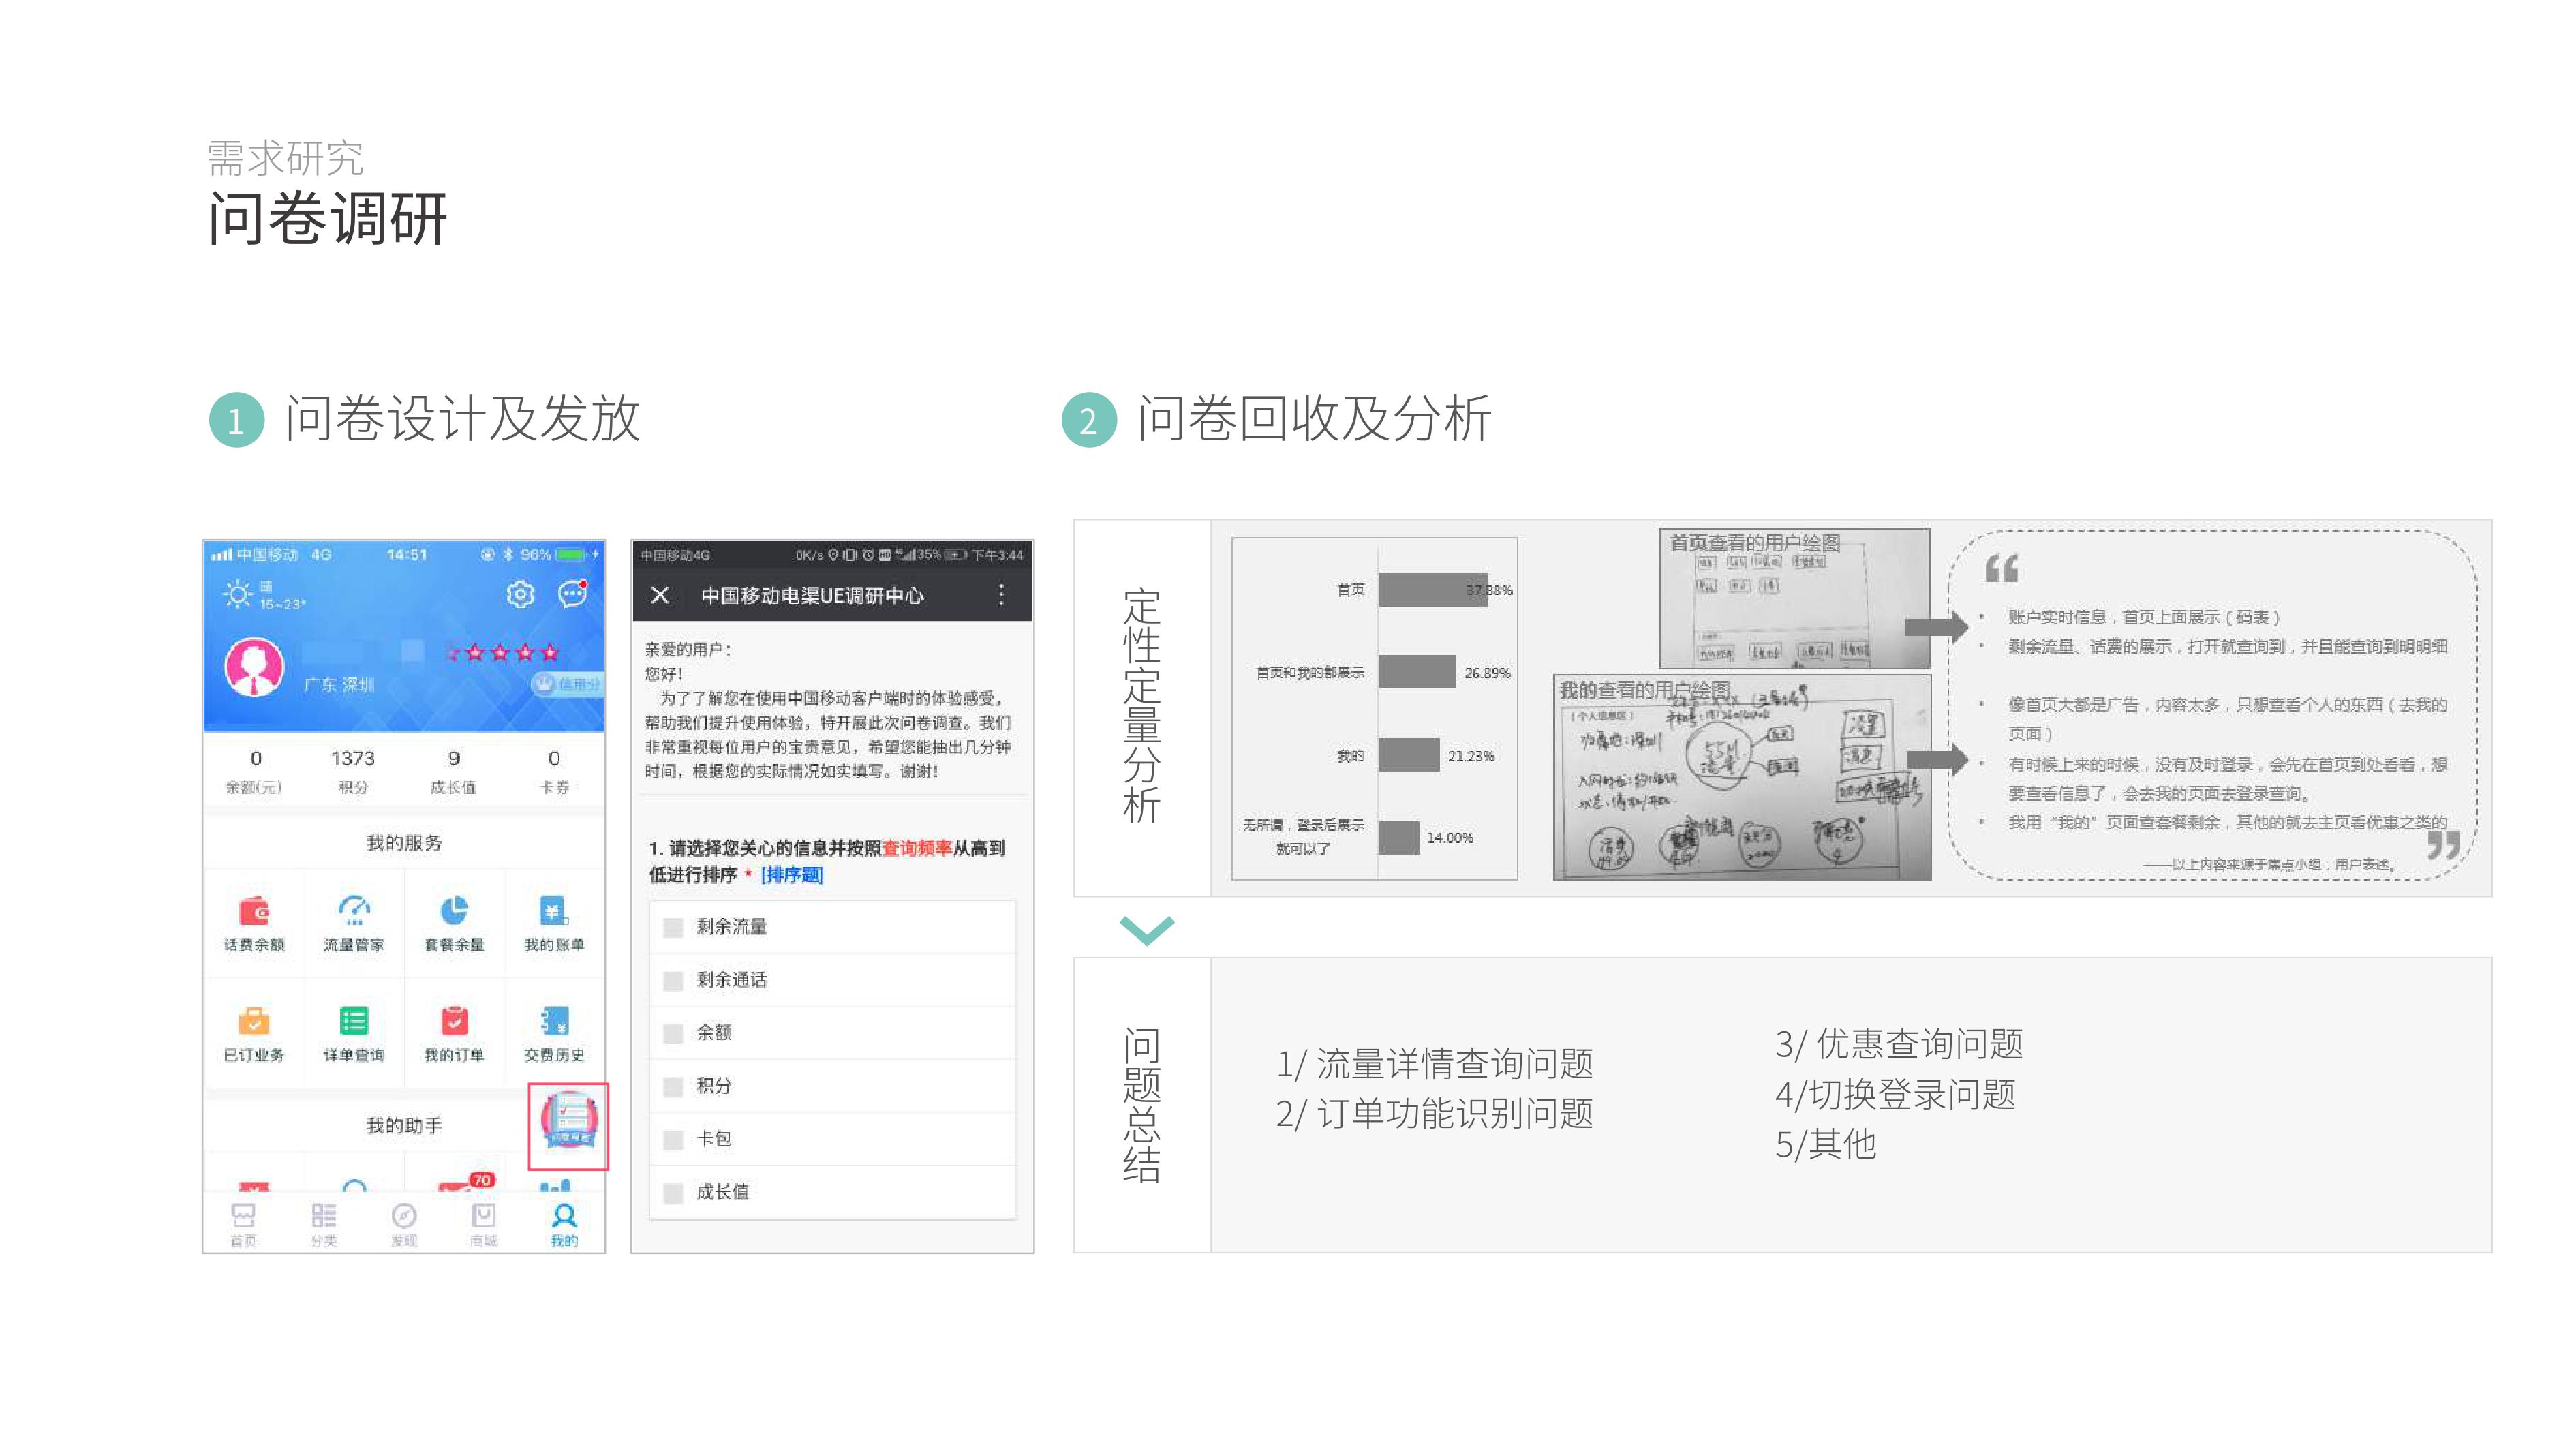 需求研究
问卷调研
1 问卷设计及发放
2 问卷回收及分析
中国移动 4G 14:51 96%
晴
15~23°
广东 深圳
信用分
0 1373 9 0
余额(元) 积分 成长值 卡券
我的服务
话费余额 流量管家 套餐余量 我的账单
已订业务 详单查询 我的订单 交费历史
我的助手
70
首页 分类 发现 商城 我的
中国移动4G 0K/s HD 35% 下午3:44
中国移动电渠UE调研中心
亲爱的用户：
您好！
为了了解您在使用中国移动客户端时的体验感受，
帮助我们提升使用体验，特开展此次问卷调查。我们
非常重视每位用户的宝贵意见，希望您能抽出几分钟
时间，根据您的实际情况如实填写。谢谢！
1. 请选择您关心的信息并按照查询频率从高到
低进行排序 * [排序题]
剩余流量
剩余通话
余额
积分
卡包
成长值
定性定量分析
首页 37.88%
首页和我的都展示 26.89%
我的 21.23%
无所谓，登录后展示
就可以了
14.00%
首页查看的用户绘图
我的查看的用户绘图
（个人信息区）
“
• 账户实时信息，首页上面展示（码表）
• 剩余流量、话费的展示，打开就查询到，并且能查询到明明细
• 像首页大都是广告，内容太多，只想查看个人的东西（去我的
页面）
• 有时候上来的时候，没有及时登录，会先在首页到处看看，想
要查看信息了，会去我的页面去登录查询。
• 我用“我的”页面查套餐剩余，其他的就去主页看优惠之类的
”
——以上内容来源于焦点小组，用户表述。
问题总结
1/ 流量详情查询问题
2/ 订单功能识别问题
3/ 优惠查询问题
4/切换登录问题
5/其他